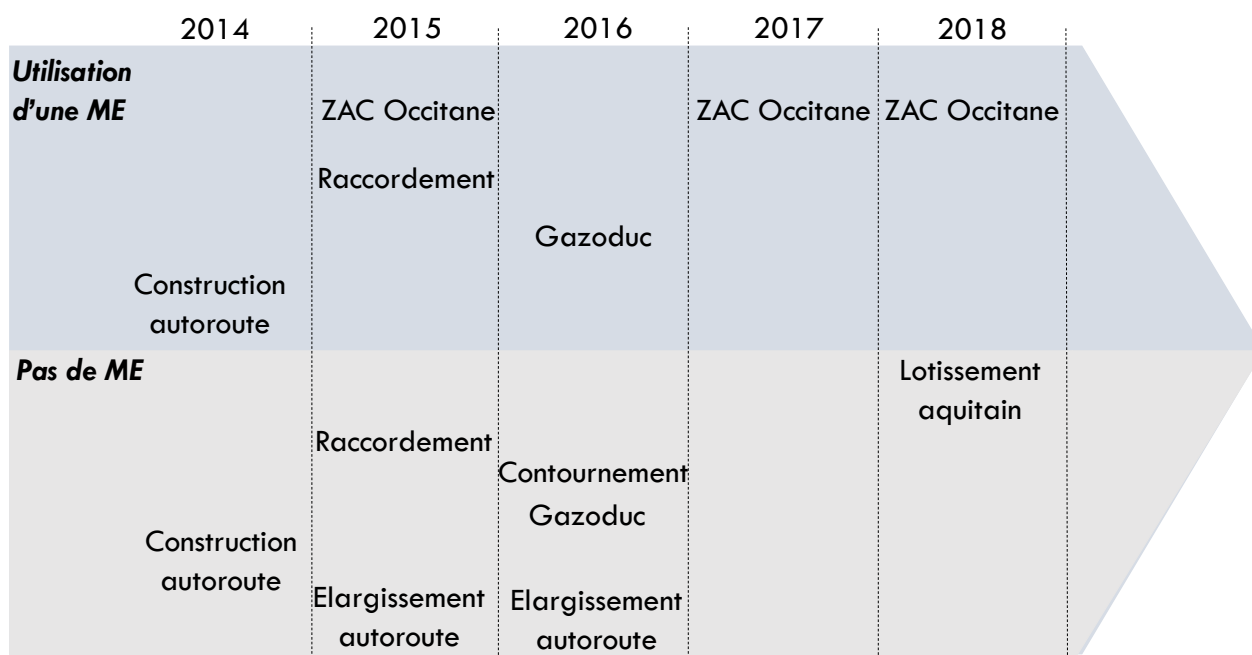 2014 2015 2016 2017 2018
Utilisation
d'une ME
ZAC Occitane ZAC Occitane ZAC Occitane
Raccordement
Gazoduc
Construction
autoroute
Pas de ME
Lotissement
aquitain
Raccordement
Contournement
Gazoduc
Construction
autoroute
Elargissement
autoroute
Elargissement
autoroute